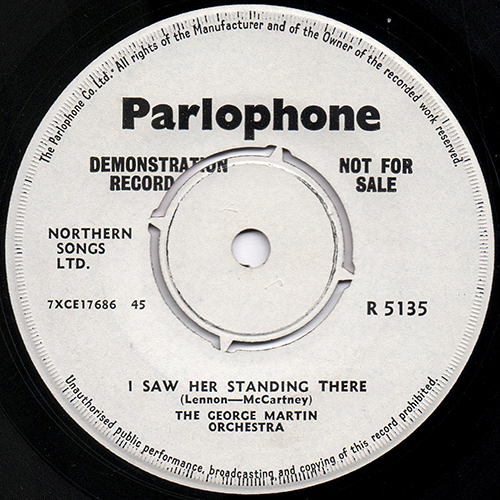 The Parlophone Co. Ltd. All rights of the Manufacturer and of the Owner of the recorded work reserved.
Parlophone
DEMONSTRATION
RECORD
NOT FOR
SALE
NORTHERN
SONGS
LTD.
7XCE17686 45
R 5135
I SAW HER STANDING THERE
(Lennon—McCartney)
THE GEORGE MARTIN
ORCHESTRA
Unauthorised public performance, broadcasting and copying of this record prohibited.